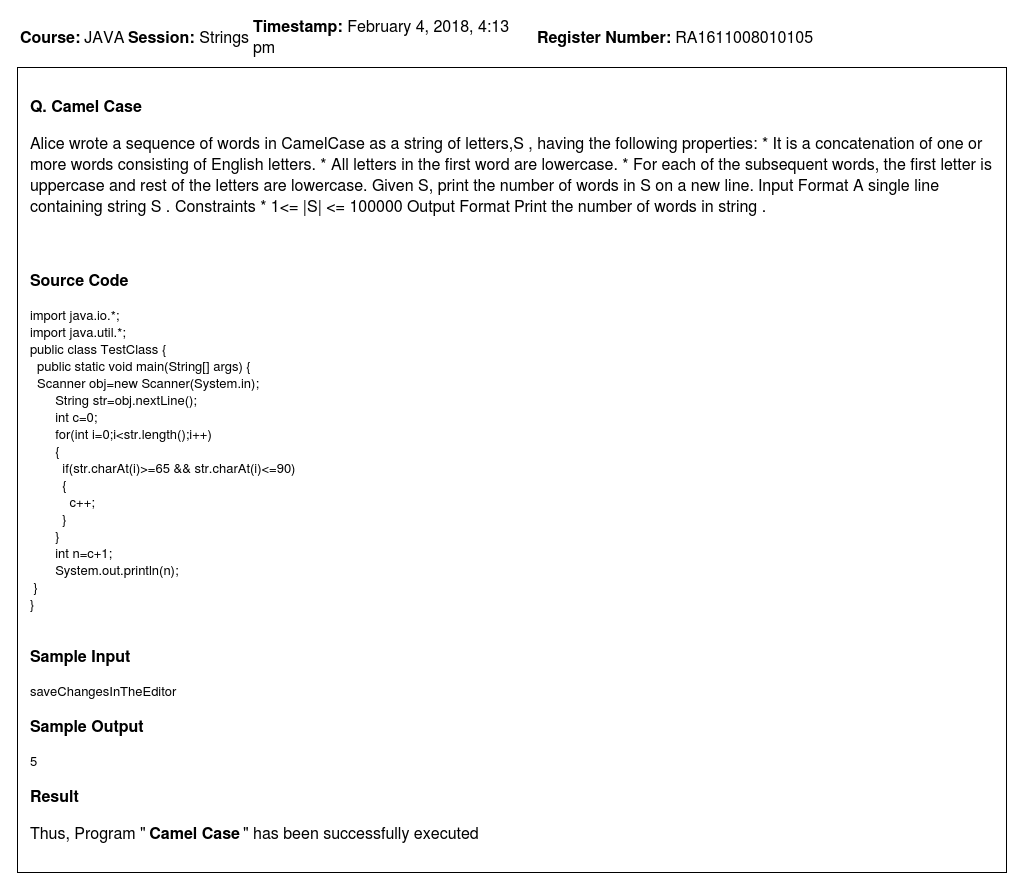 Course: JAVA Session: Strings Timestamp: February 4, 2018, 4:13 pm Register Number: RA1611008010105
Q. Camel Case
Alice wrote a sequence of words in CamelCase as a string of letters,S , having the following properties: * It is a concatenation of one or
more words consisting of English letters. * All letters in the first word are lowercase. * For each of the subsequent words, the first letter is
uppercase and rest of the letters are lowercase. Given S, print the number of words in S on a new line. Input Format A single line
containing string S . Constraints * 1<= |S| <= 100000 Output Format Print the number of words in string .
Source Code
import java.io.*;
import java.util.*;
public class TestClass {
  public static void main(String[] args) {
  Scanner obj=new Scanner(System.in);
       String str=obj.nextLine();
       int c=0;
       for(int i=0;i<str.length();i++)
       {
         if(str.charAt(i)>=65 && str.charAt(i)<=90)
         {
           c++;
         }
       }
       int n=c+1;
       System.out.println(n);
 }
}
Sample Input
saveChangesInTheEditor
Sample Output
5
Result
Thus, Program " Camel Case " has been successfully executed